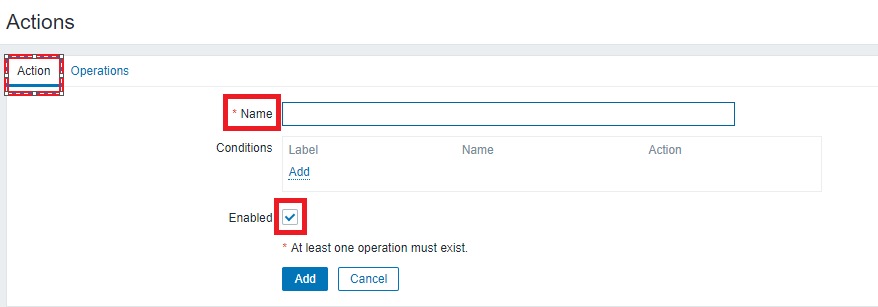 Actions
Action Operations
* Name
Conditions Label Name Action
Add
Enabled
* At least one operation must exist.
Add Cancel